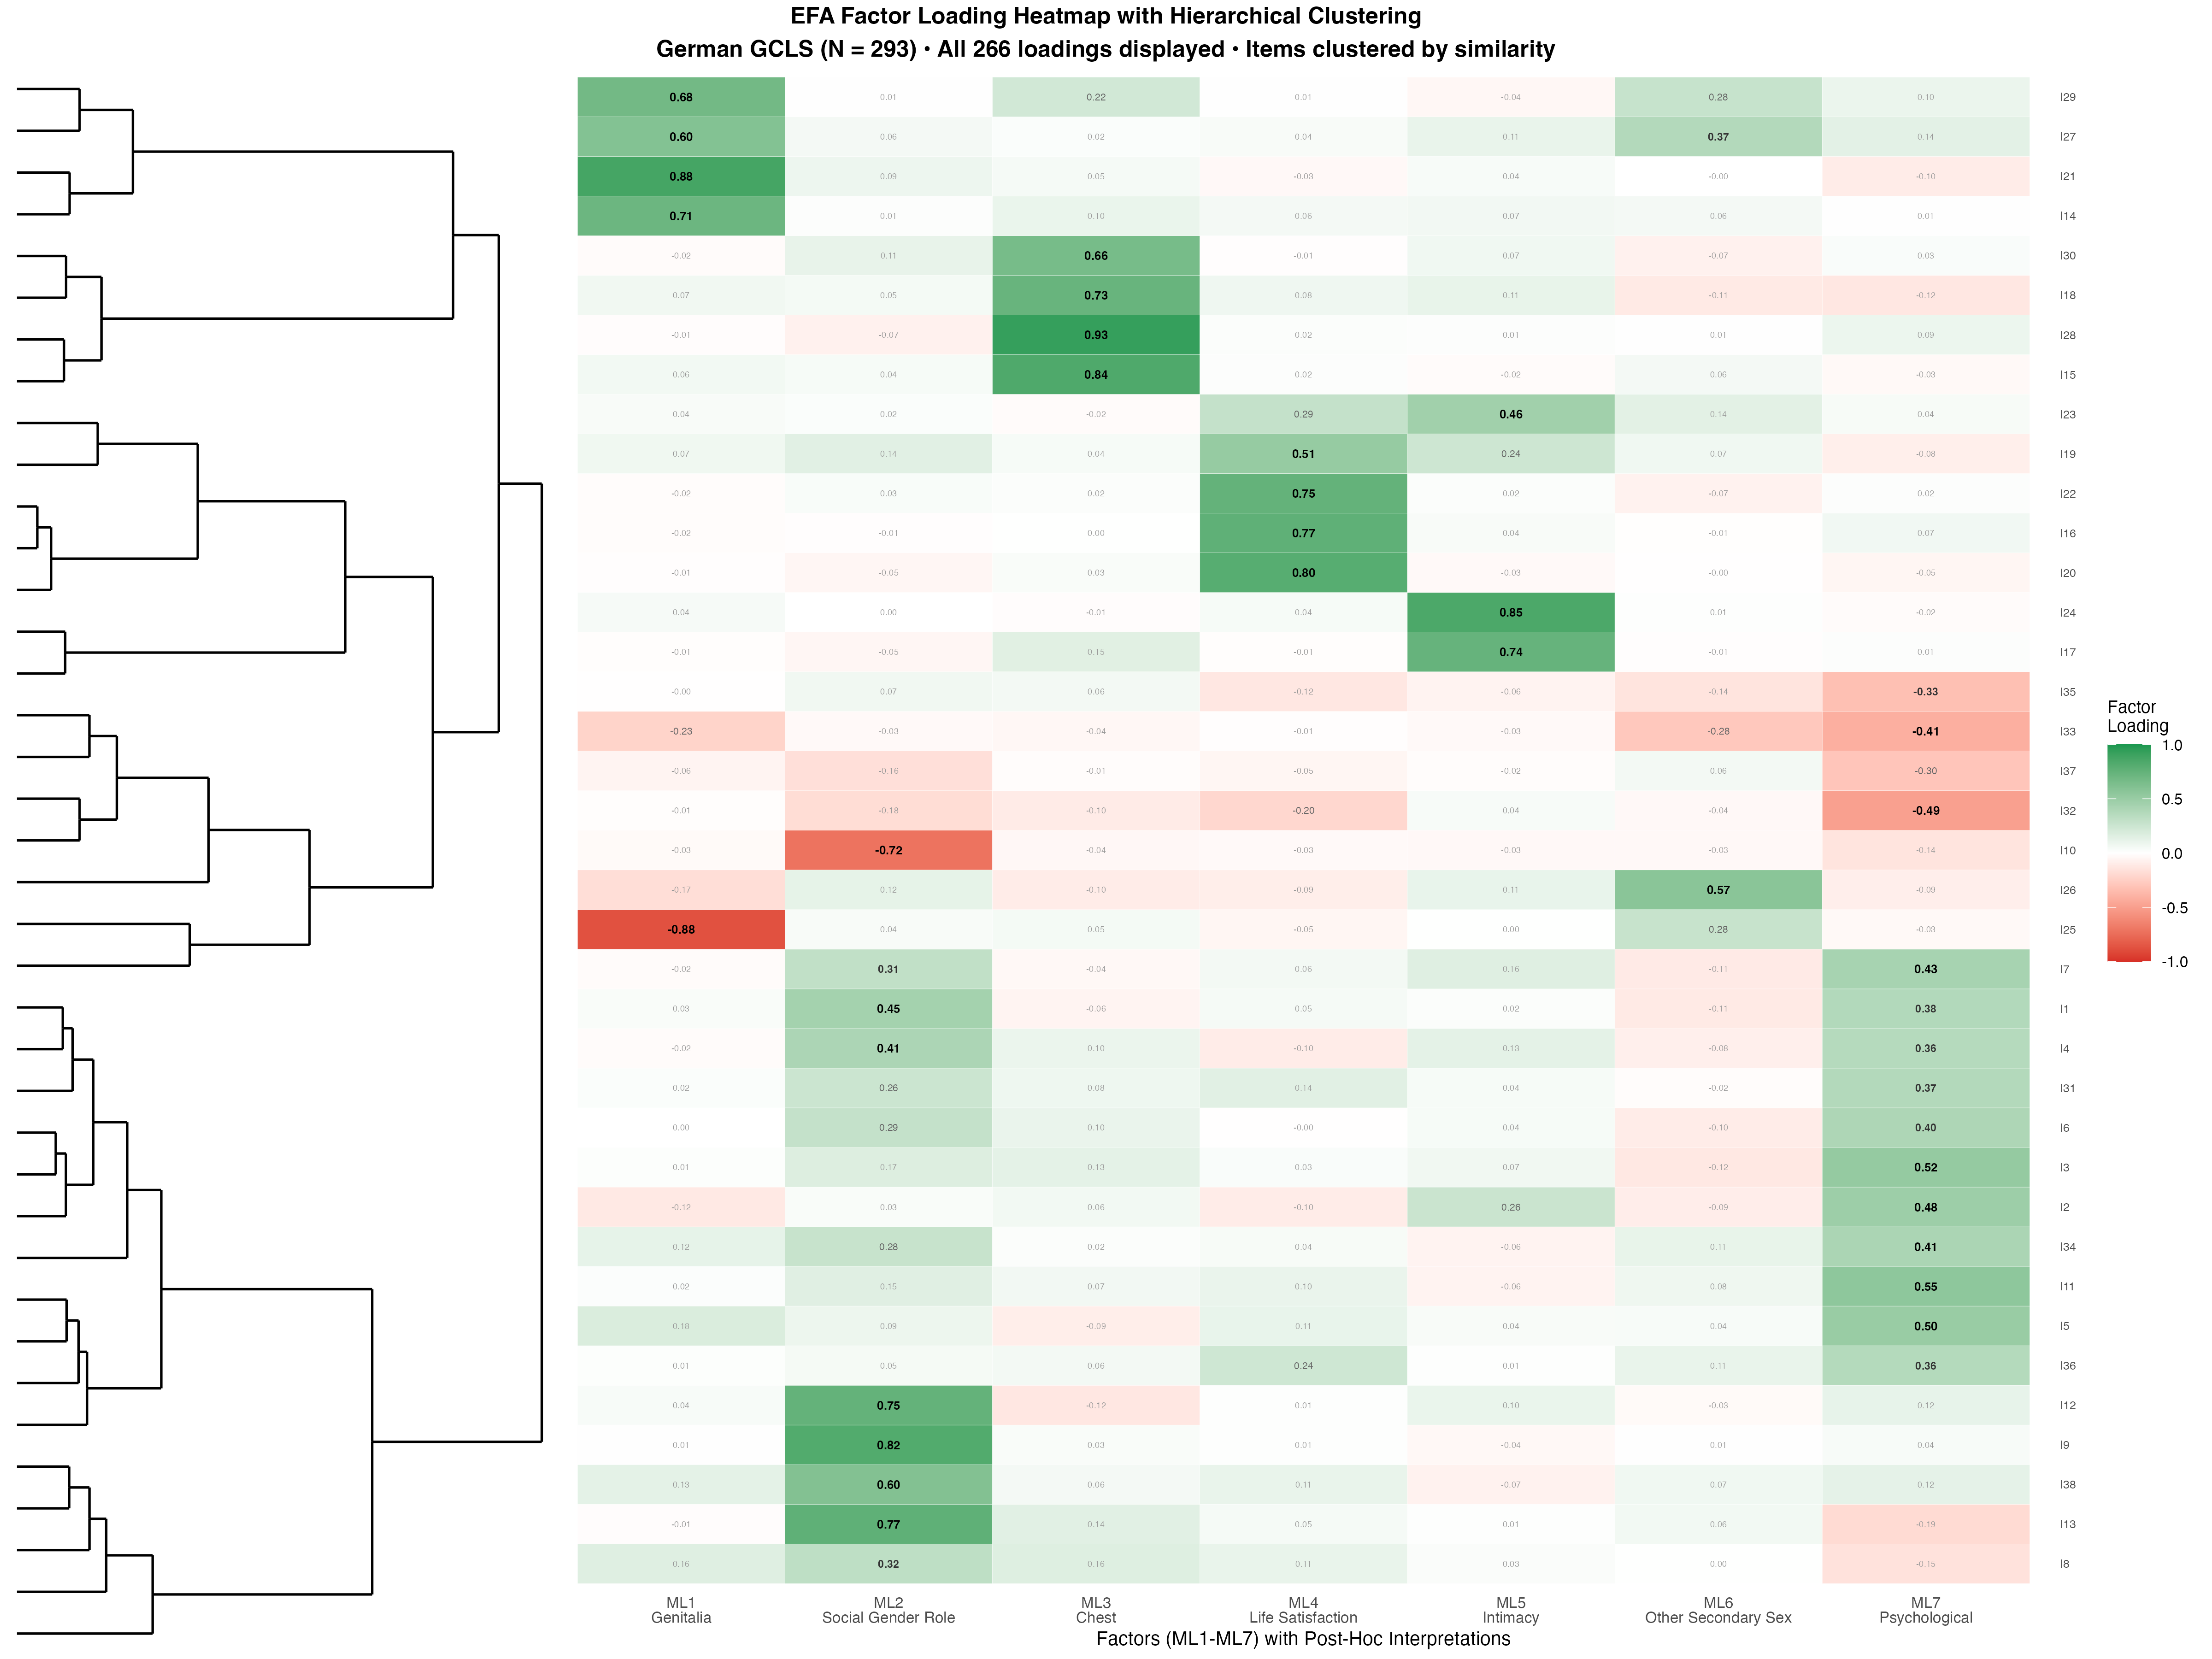 EFA Factor Loading Heatmap with Hierarchical Clustering
German GCLS (N = 293) • All 266 loadings displayed • Items clustered by similarity
0.68 0.01 0.22 0.01 -0.04 0.28 0.10 I29
0.60 0.06 0.02 0.04 0.11 0.37 0.14 I27
0.88 0.09 0.05 -0.03 0.04 -0.00 -0.10 I21
0.71 0.01 0.10 0.06 0.07 0.06 0.01 I14
-0.02 0.11 0.66 -0.01 0.07 -0.07 0.03 I30
0.07 0.05 0.73 0.08 0.11 -0.11 -0.12 I18
-0.01 -0.07 0.93 0.02 0.01 0.01 0.09 I28
0.06 0.04 0.84 0.02 -0.02 0.06 -0.03 I15
0.04 0.02 -0.02 0.29 0.46 0.14 0.04 I23
0.07 0.14 0.04 0.51 0.24 0.07 -0.08 I19
-0.02 0.03 0.02 0.75 0.02 -0.07 0.02 I22
-0.02 -0.01 0.00 0.77 0.04 -0.01 0.07 I16
-0.01 -0.05 0.03 0.80 -0.03 -0.00 -0.05 I20
0.04 0.00 -0.01 0.04 0.85 0.01 -0.02 I24
-0.01 -0.05 0.15 -0.01 0.74 -0.01 0.01 I17
-0.00 0.07 0.06 -0.12 -0.06 -0.14 -0.33 I35
-0.23 -0.03 -0.04 -0.01 -0.03 -0.28 -0.41 I33
-0.06 -0.16 -0.01 -0.05 -0.02 0.06 -0.30 I37
-0.01 -0.18 -0.10 -0.20 0.04 -0.04 -0.49 I32
-0.03 -0.72 -0.04 -0.03 -0.03 -0.03 -0.14 I10
-0.17 0.12 -0.10 -0.09 0.11 0.57 -0.09 I26
-0.88 0.04 0.05 -0.05 0.00 0.28 -0.03 I25
-0.02 0.31 -0.04 0.06 0.16 -0.11 0.43 I7
0.03 0.45 -0.06 0.05 0.02 -0.11 0.38 I1
-0.02 0.41 0.10 -0.10 0.13 -0.08 0.36 I4
0.02 0.26 0.08 0.14 0.04 -0.02 0.37 I31
0.00 0.29 0.10 -0.00 0.04 -0.10 0.40 I6
0.01 0.17 0.13 0.03 0.07 -0.12 0.52 I3
-0.12 0.03 0.06 -0.10 0.26 -0.09 0.48 I2
0.12 0.28 0.02 0.04 -0.06 0.11 0.41 I34
0.02 0.15 0.07 0.10 -0.06 0.08 0.55 I11
0.18 0.09 -0.09 0.11 0.04 0.04 0.50 I5
0.01 0.05 0.06 0.24 0.01 0.11 0.36 I36
0.04 0.75 -0.12 0.01 0.10 -0.03 0.12 I12
0.01 0.82 0.03 0.01 -0.04 0.01 0.04 I9
0.13 0.60 0.06 0.11 -0.07 0.07 0.12 I38
-0.01 0.77 0.14 0.05 0.01 0.06 -0.19 I13
0.16 0.32 0.16 0.11 0.03 0.00 -0.15 I8
ML1 ML2 ML3 ML4 ML5 ML6 ML7
Genitalia Social Gender Role Chest Life Satisfaction Intimacy Other Secondary Sex Psychological
Factors (ML1-ML7) with Post-Hoc Interpretations
Factor
Loading
1.0
0.5
0.0
-0.5
-1.0